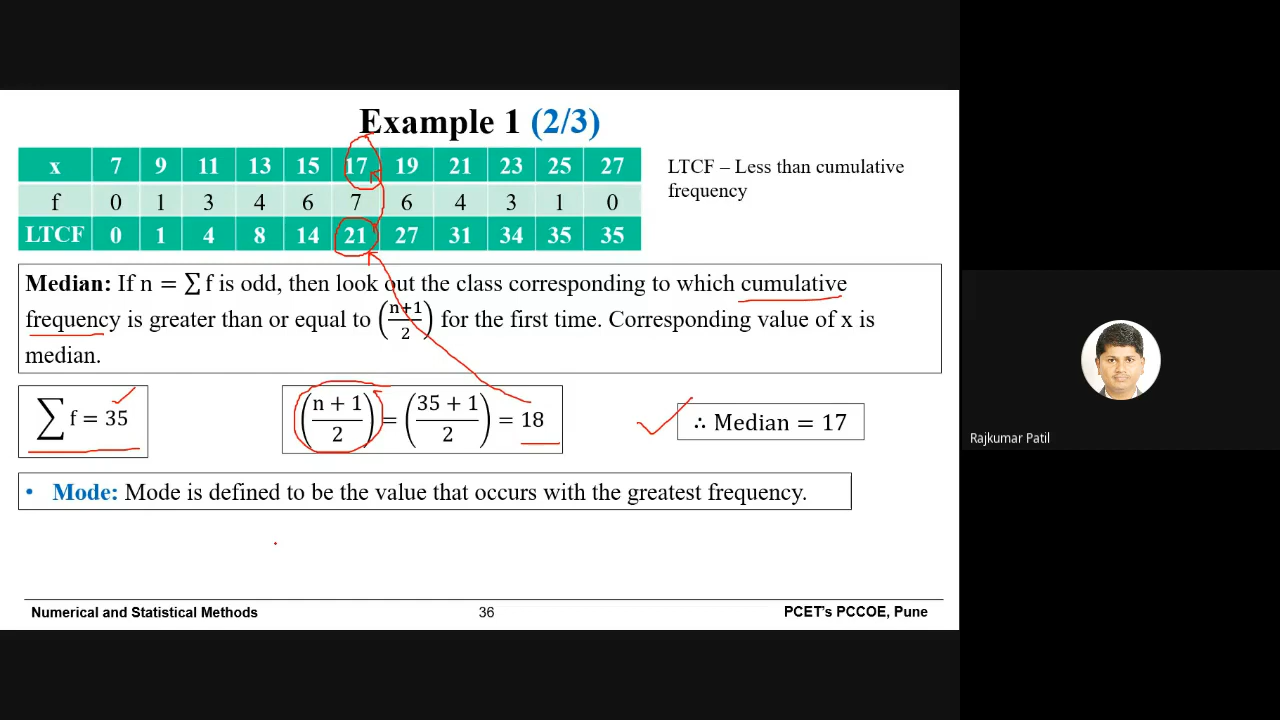 Example 1 (2/3)
x 7 9 11 13 15 17 19 21 23 25 27
f 0 1 3 4 6 7 6 4 3 1 0
LTCF 0 1 4 8 14 21 27 31 34 35 35
LTCF – Less than cumulative
frequency
Median: If n = ∑ f is odd, then look out the class corresponding to which cumulative
frequency is greater than or equal to (n+1/2) for the first time. Corresponding value of x is
median.
∑ f = 35
(n + 1/2) = (35 + 1/2) = 18
∴ Median = 17
• Mode: Mode is defined to be the value that occurs with the greatest frequency.
Numerical and Statistical Methods
36
PCET's PCCOE, Pune
Rajkumar Patil